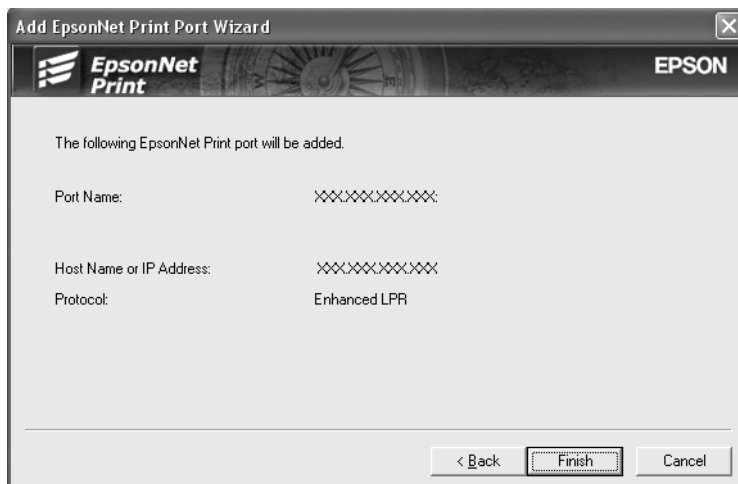 Add EpsonNet Print Port Wizard
EpsonNet
Print
EPSON
The following EpsonNet Print port will be added.
Port Name: XXX.XXX.XXX.XXX:
Host Name or IP Address: XXX.XXX.XXX.XXX
Protocol: Enhanced LPR
< Back Finish Cancel